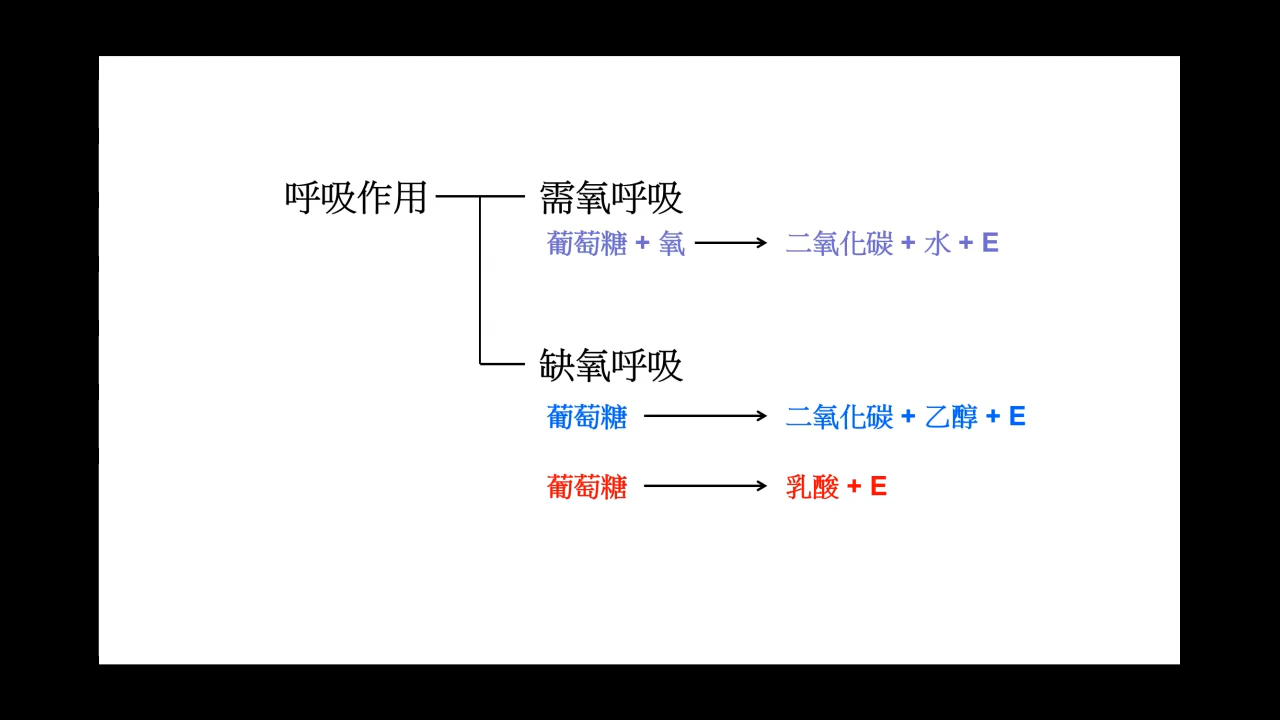 呼吸作用
需氧呼吸
葡萄糖 + 氧 → 二氧化碳 + 水 + E
缺氧呼吸
葡萄糖 → 二氧化碳 + 乙醇 + E
葡萄糖 → 乳酸 + E